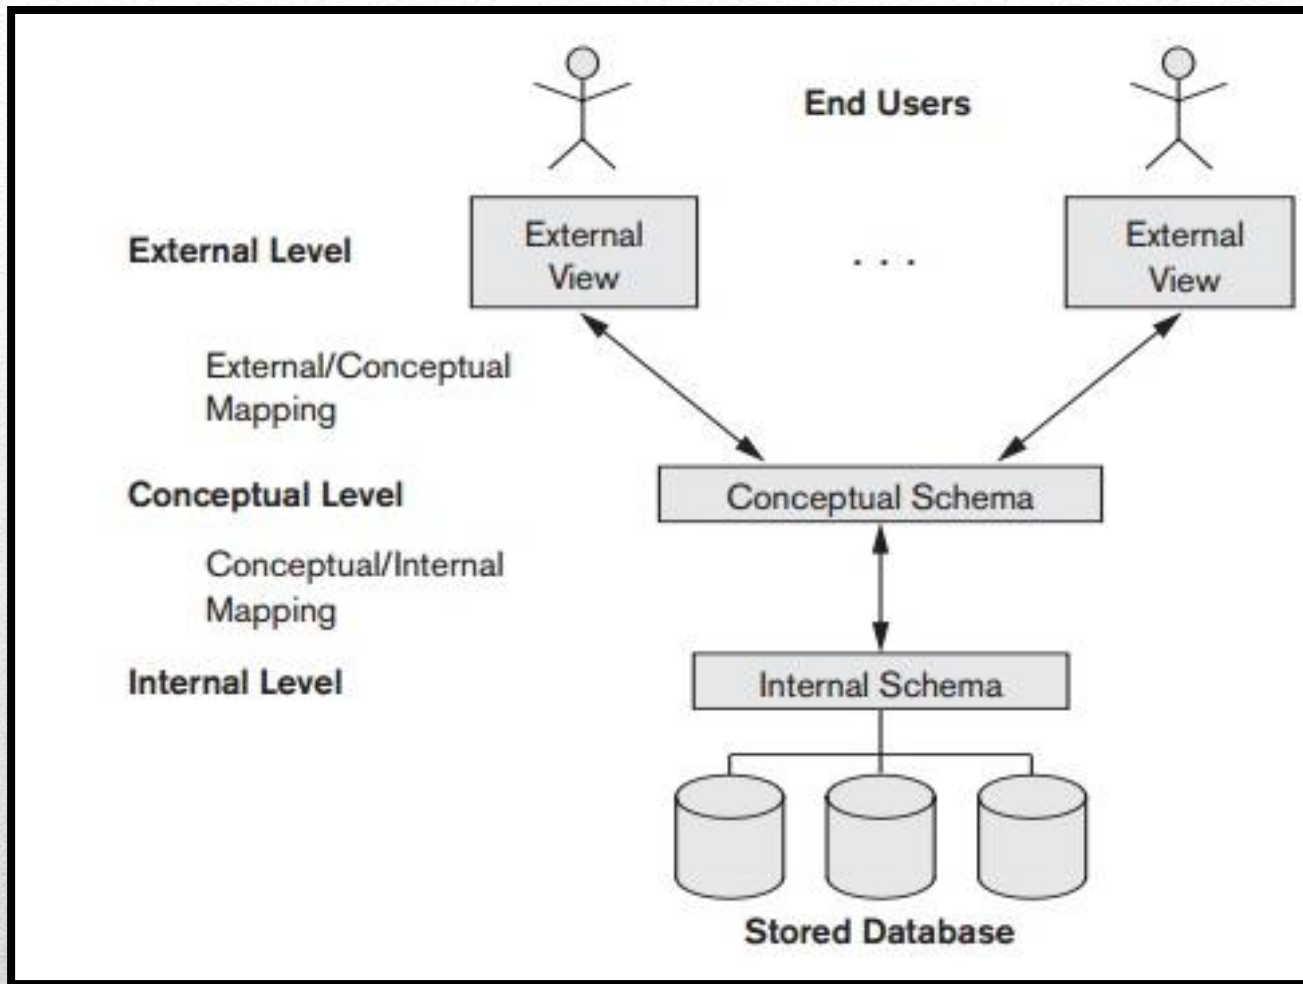 End Users
External
View
. . .
External
View
External Level
External/Conceptual
Mapping
Conceptual Level
Conceptual Schema
Conceptual/Internal
Mapping
Internal Level
Internal Schema
Stored Database